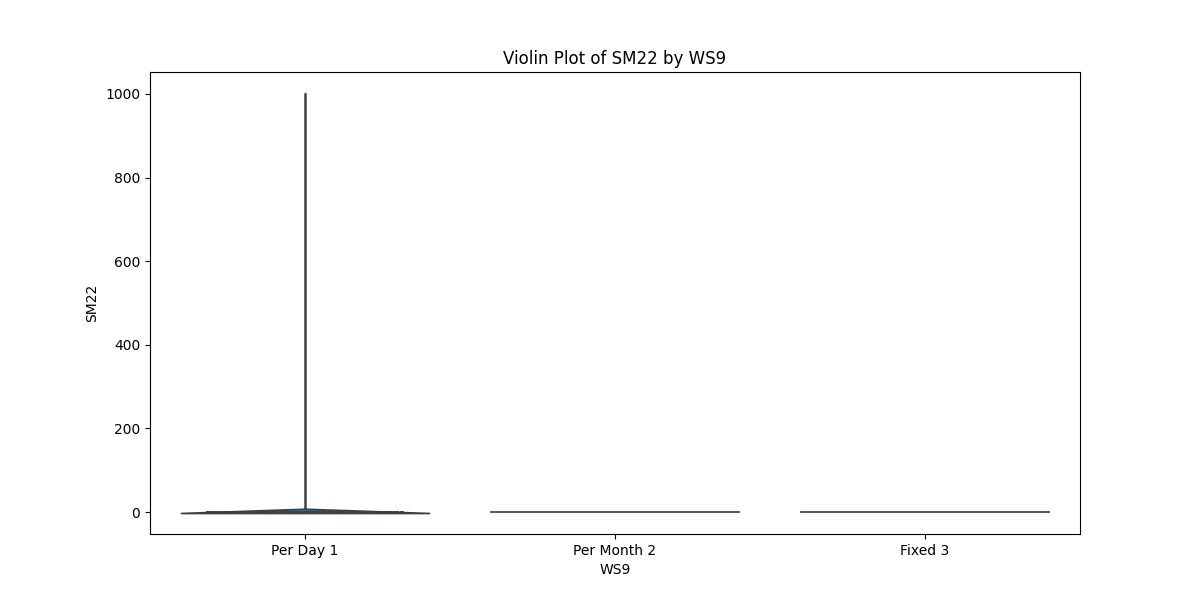 Violin Plot of SM22 by WS9
1000
800
600
400
200
0
SM22
Per Day 1
Per Month 2
Fixed 3
WS9